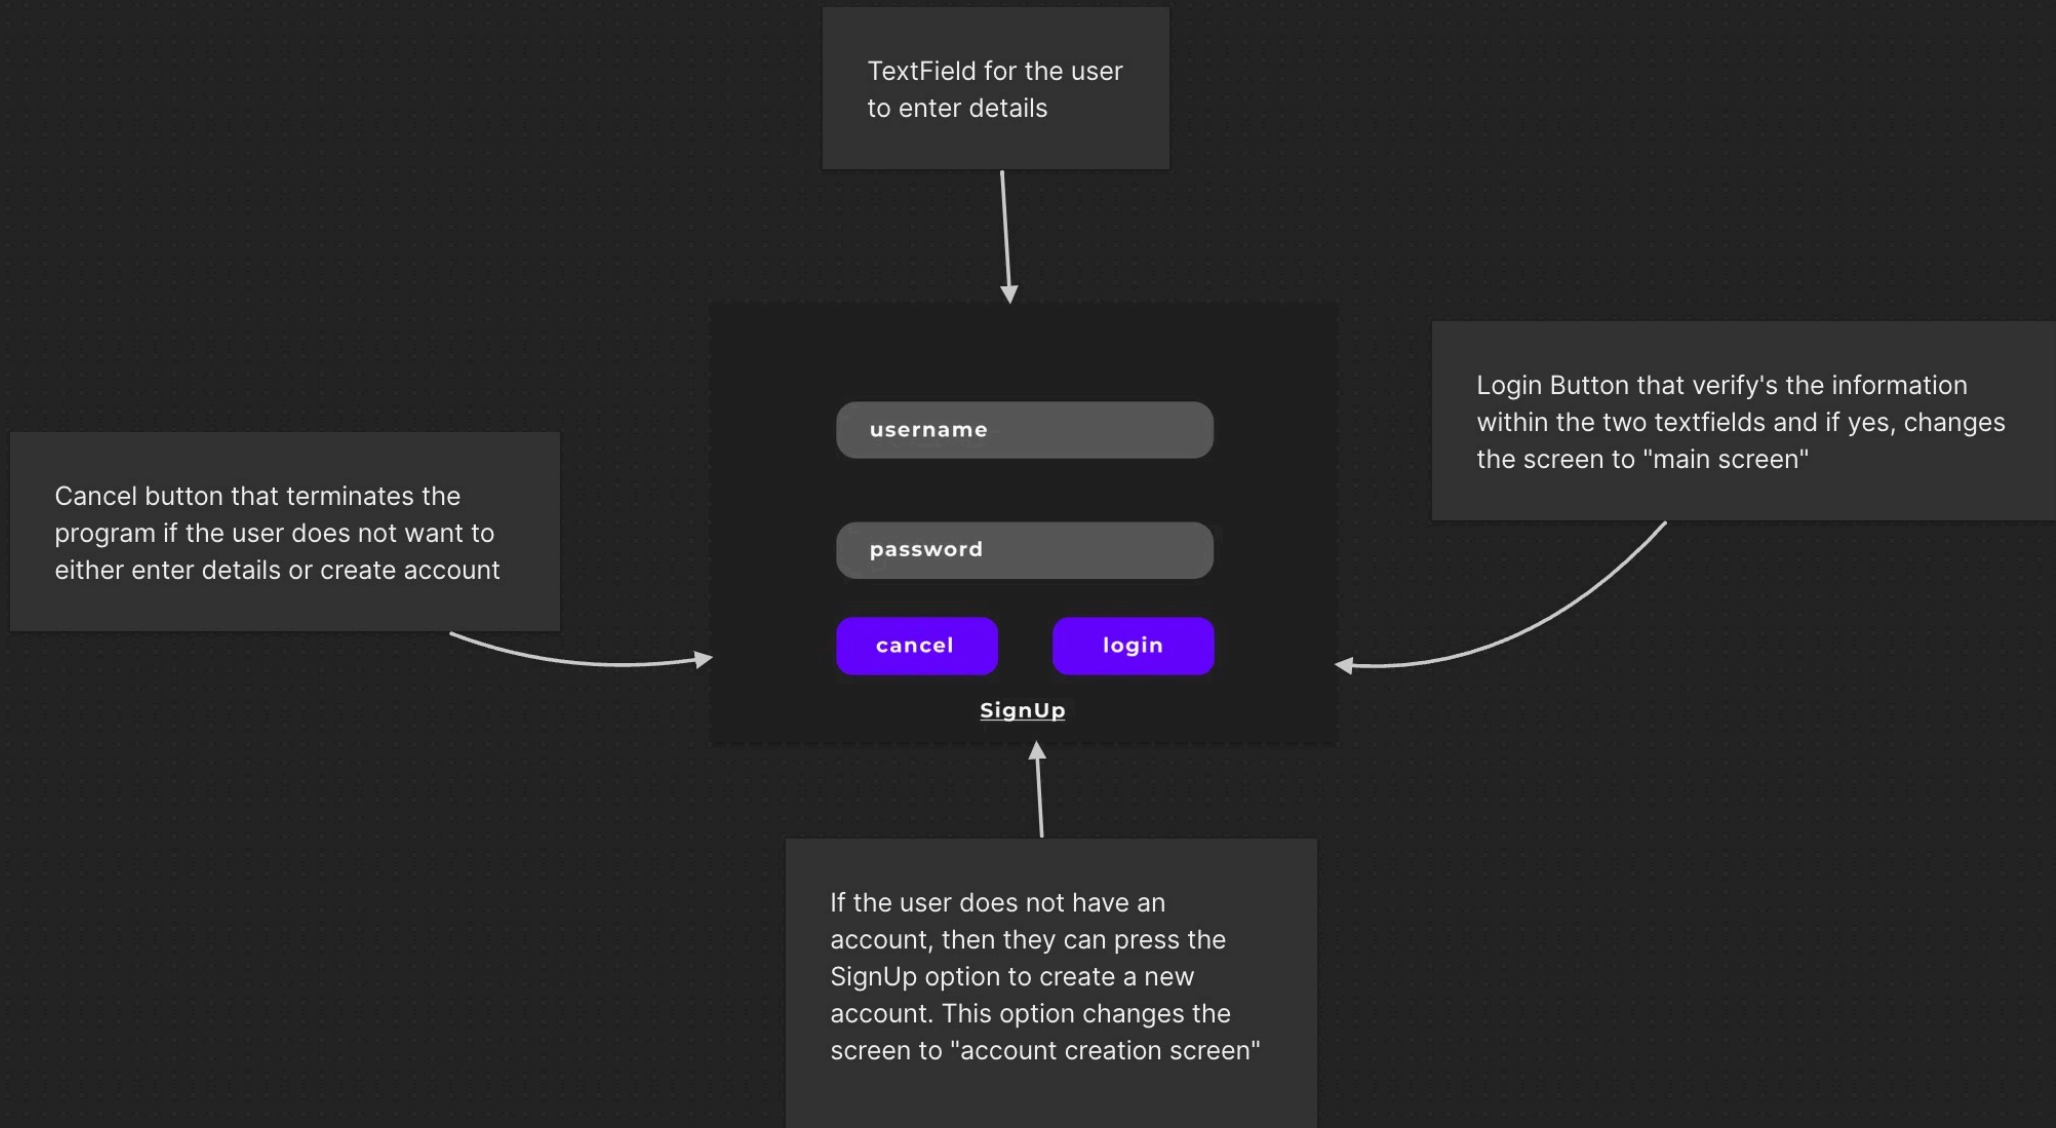 TextField for the user
to enter details
Cancel button that terminates the
program if the user does not want to
either enter details or create account
username
password
cancel
login
SignUp
Login Button that verify's the information
within the two textfields and if yes, changes
the screen to "main screen"
If the user does not have an
account, then they can press the
SignUp option to create a new
account. This option changes the
screen to "account creation screen"